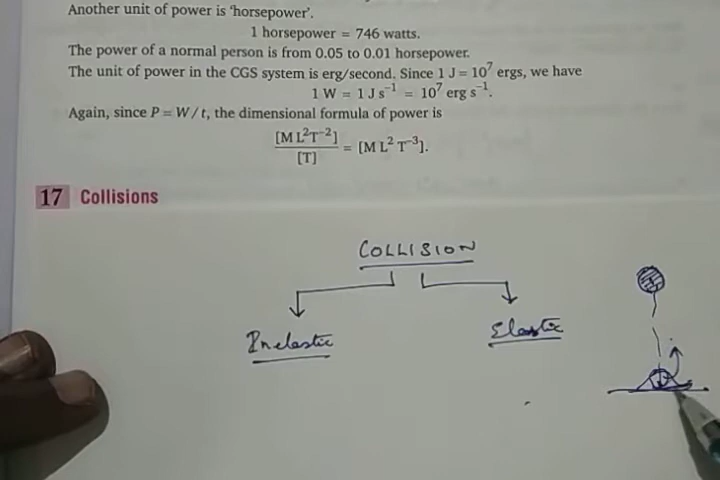 Another unit of power is ‘horsepower’.
1 horsepower = 746 watts.
The power of a normal person is from 0.05 to 0.01 horsepower.
The unit of power in the CGS system is erg/second. Since 1 J = 10⁷ ergs, we have
1 W = 1 J s⁻¹ = 10⁷ erg s⁻¹.
Again, since P = W / t, the dimensional formula of power is
[M L²T⁻²] / [T] = [M L² T⁻³].
17 Collisions
COLLISION
Inelastic
Elastic